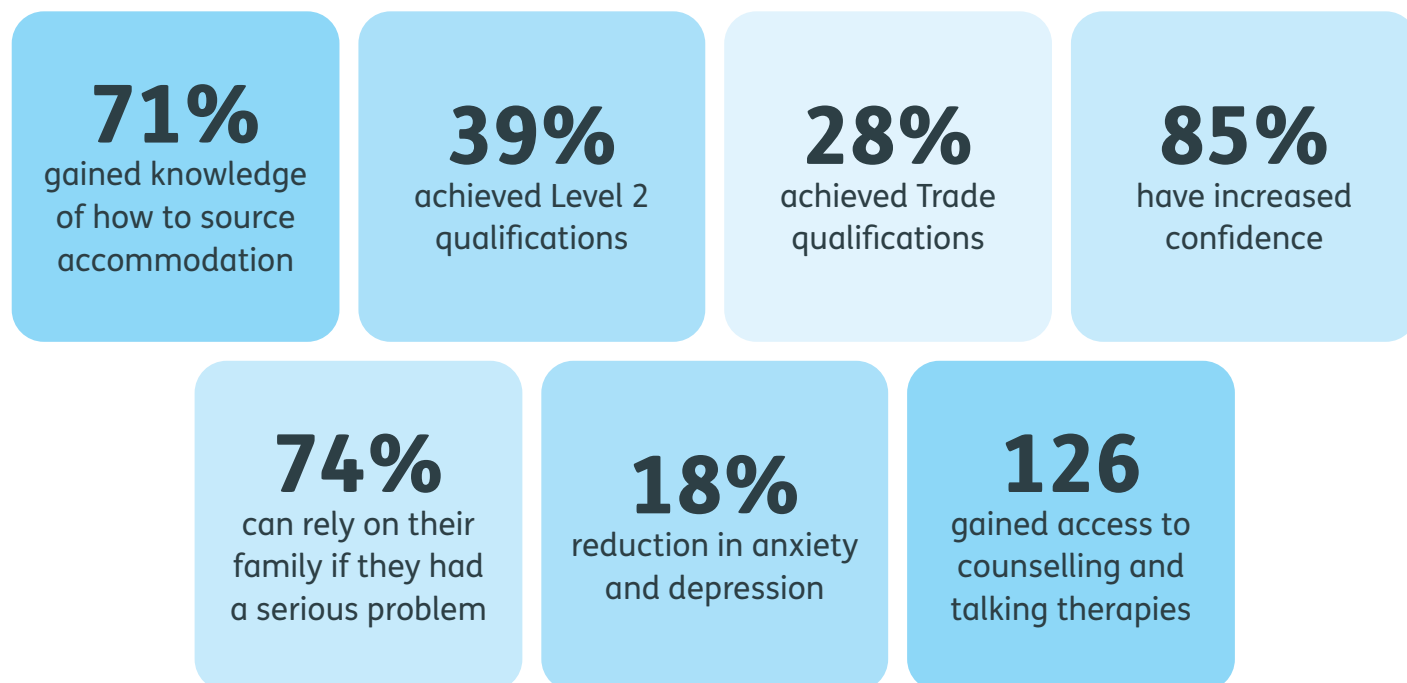 71%
gained knowledge
of how to source
accommodation
39%
achieved Level 2
qualifications
28%
achieved Trade
qualifications
85%
have increased
confidence
74%
can rely on their
family if they had
a serious problem
18%
reduction in anxiety
and depression
126
gained access to
counselling and
talking therapies